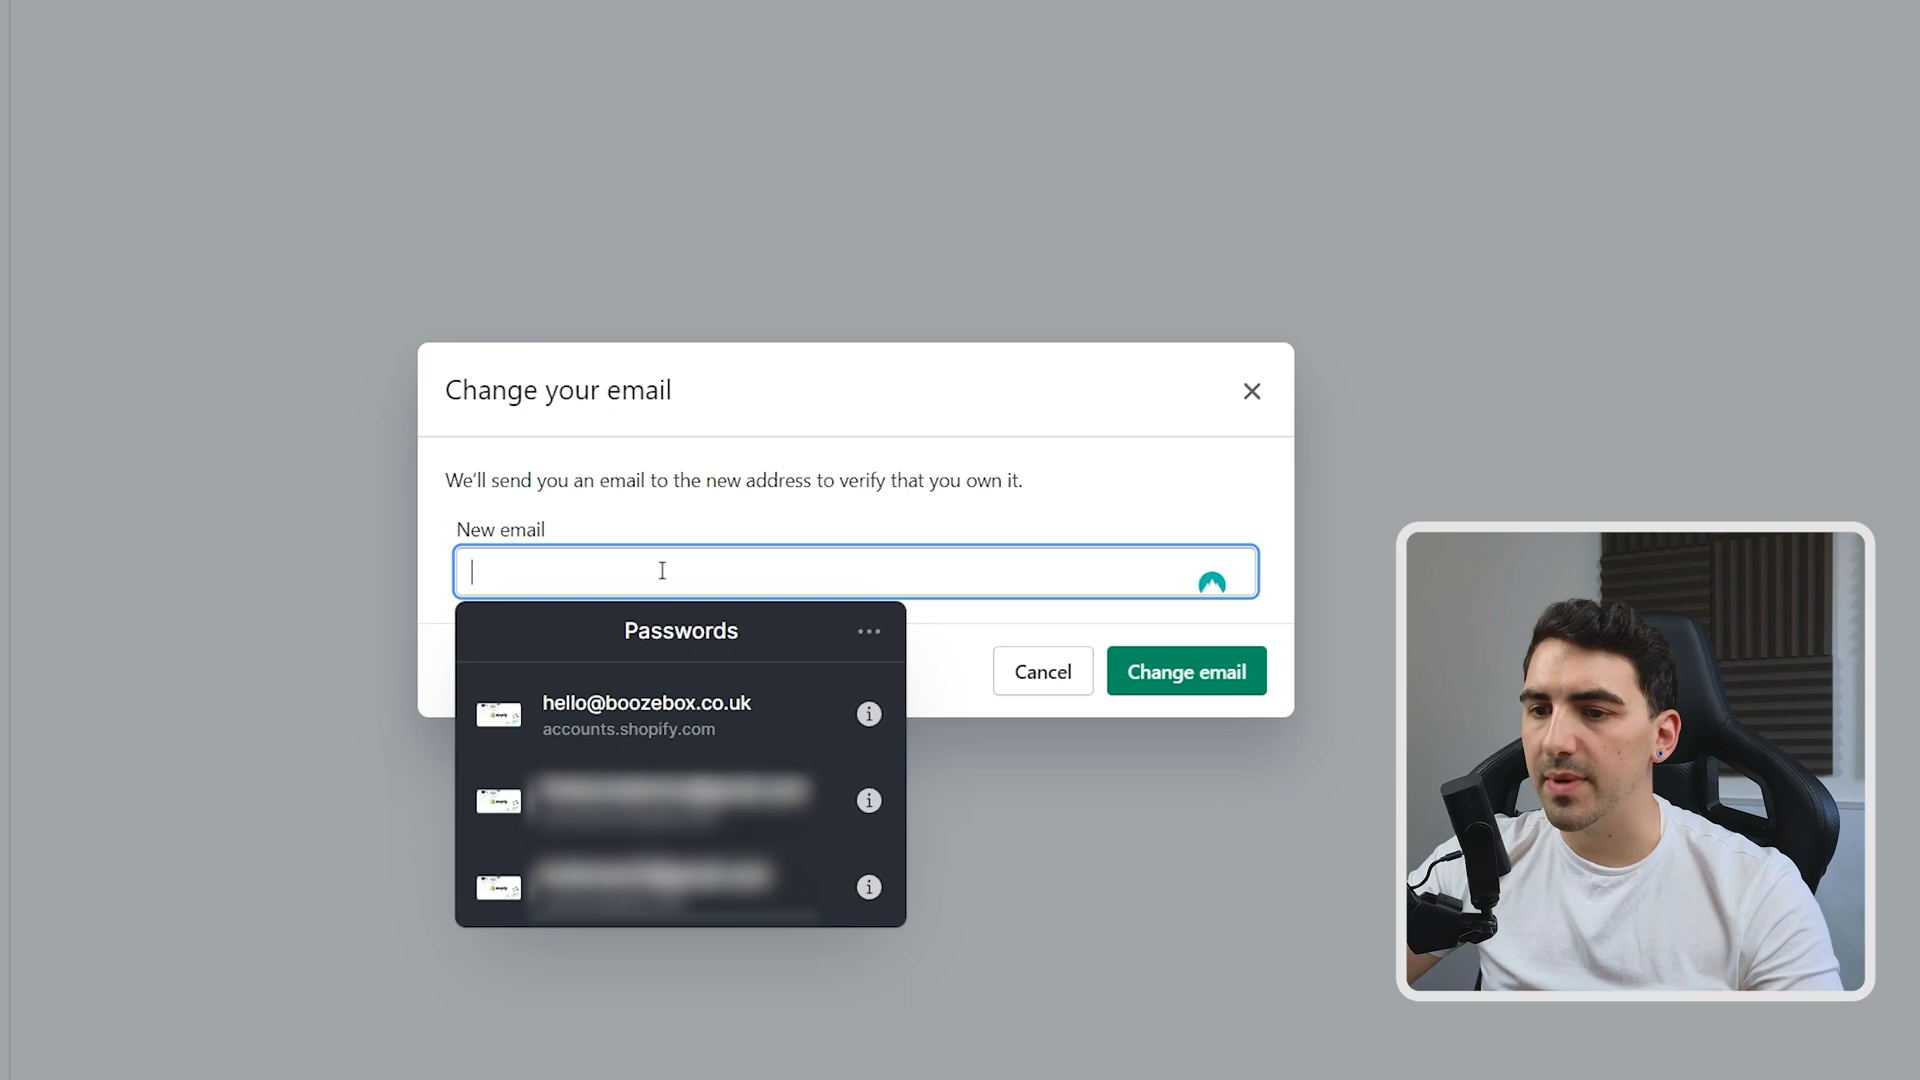 Change your email
We'll send you an email to the new address to verify that you own it.
New email
Passwords
hello@boozebox.co.uk
accounts.shopify.com
Cancel
Change email